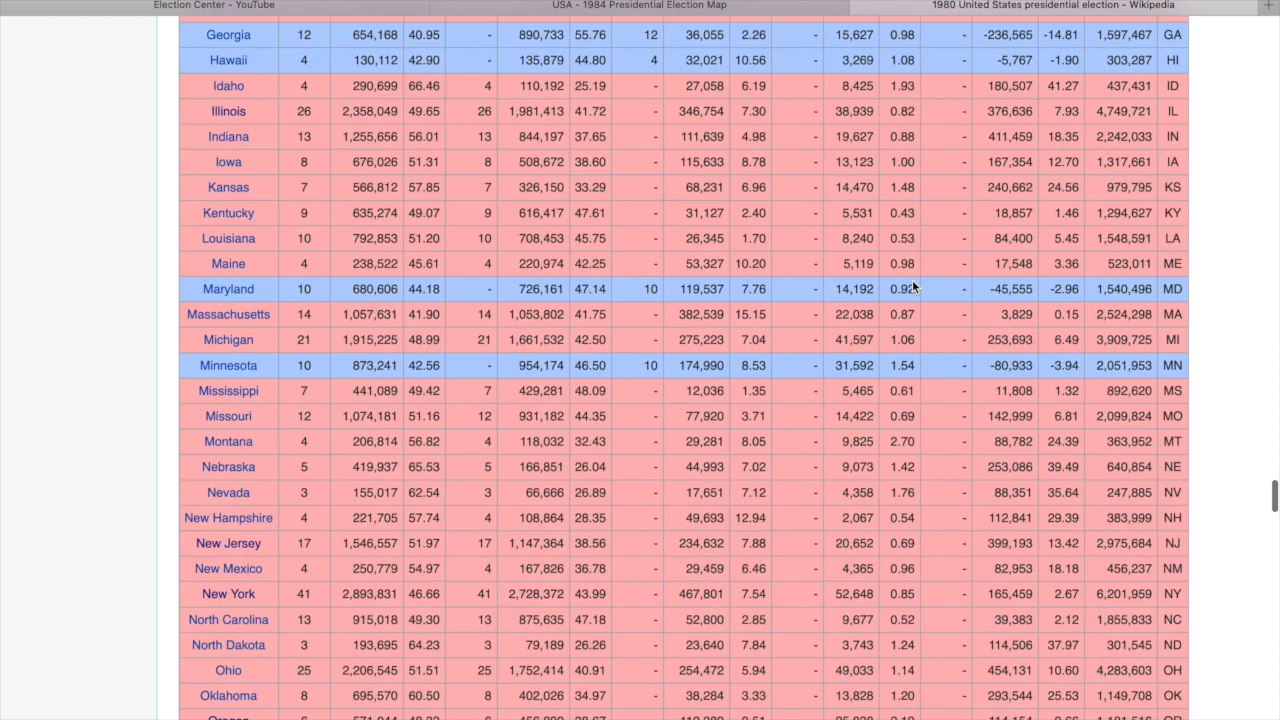 Election Center - YouTube USA - 1984 Presidential Election Map 1980 United States presidential election - Wikipedia +
Georgia 12 654,168 40.95 - 890,733 55.76 12 36,055 2.26 - 15,627 0.98 - -236,565 -14.81 1,597,467 GA
Hawaii 4 130,112 42.90 - 135,879 44.80 4 32,021 10.56 - 3,269 1.08 - -5,767 -1.90 303,287 HI
Idaho 4 290,699 66.46 4 110,192 25.19 - 27,058 6.19 - 8,425 1.93 - 180,507 41.27 437,431 ID
Illinois 26 2,358,049 49.65 26 1,981,413 41.72 - 346,754 7.30 - 38,939 0.82 - 376,636 7.93 4,749,721 IL
Indiana 13 1,255,656 56.01 13 844,197 37.65 - 111,639 4.98 - 19,627 0.88 - 411,459 18.35 2,242,033 IN
Iowa 8 676,026 51.31 8 508,672 38.60 - 115,633 8.78 - 13,123 1.00 - 167,354 12.70 1,317,661 IA
Kansas 7 566,812 57.85 7 326,150 33.29 - 68,231 6.96 - 14,470 1.48 - 240,662 24.56 979,795 KS
Kentucky 9 635,274 49.07 9 616,417 47.61 - 31,127 2.40 - 5,531 0.43 - 18,857 1.46 1,294,627 KY
Louisiana 10 792,853 51.20 10 708,453 45.75 - 26,345 1.70 - 8,240 0.53 - 84,400 5.45 1,548,591 LA
Maine 4 238,522 45.61 4 220,974 42.25 - 53,327 10.20 - 5,119 0.98 - 17,548 3.36 523,011 ME
Maryland 10 680,606 44.18 - 726,161 47.14 10 119,537 7.76 - 14,192 0.92 - -45,555 -2.96 1,540,496 MD
Massachusetts 14 1,057,631 41.90 14 1,053,802 41.75 - 382,539 15.15 - 22,038 0.87 - 3,829 0.15 2,524,298 MA
Michigan 21 1,915,225 48.99 21 1,661,532 42.50 - 275,223 7.04 - 41,597 1.06 - 253,693 6.49 3,909,725 MI
Minnesota 10 873,241 42.56 - 954,174 46.50 10 174,990 8.53 - 31,592 1.54 - -80,933 -3.94 2,051,953 MN
Mississippi 7 441,089 49.42 7 429,281 48.09 - 12,036 1.35 - 5,465 0.61 - 11,808 1.32 892,620 MS
Missouri 12 1,074,181 51.16 12 931,182 44.35 - 77,920 3.71 - 14,422 0.69 - 142,999 6.81 2,099,824 MO
Montana 4 206,814 56.82 4 118,032 32.43 - 29,281 8.05 - 9,825 2.70 - 88,782 24.39 363,952 MT
Nebraska 5 419,937 65.53 5 166,851 26.04 - 44,993 7.02 - 9,073 1.42 - 253,086 39.49 640,854 NE
Nevada 3 155,017 62.54 3 66,666 26.89 - 17,651 7.12 - 4,358 1.76 - 88,351 35.64 247,885 NV
New Hampshire 4 221,705 57.74 4 108,864 28.35 - 49,693 12.94 - 2,067 0.54 - 112,841 29.39 383,999 NH
New Jersey 17 1,546,557 51.97 17 1,147,364 38.56 - 234,632 7.88 - 20,652 0.69 - 399,193 13.42 2,975,684 NJ
New Mexico 4 250,779 54.97 4 167,826 36.78 - 29,459 6.46 - 4,365 0.96 - 82,953 18.18 456,237 NM
New York 41 2,893,831 46.66 41 2,728,372 43.99 - 467,801 7.54 - 52,648 0.85 - 165,459 2.67 6,201,959 NY
North Carolina 13 915,018 49.30 13 875,635 47.18 - 52,800 2.85 - 9,677 0.52 - 39,383 2.12 1,855,833 NC
North Dakota 3 193,695 64.23 3 79,189 26.26 - 23,640 7.84 - 3,743 1.24 - 114,506 37.97 301,545 ND
Ohio 25 2,206,545 51.51 25 1,752,414 40.91 - 254,472 5.94 - 49,033 1.14 - 454,131 10.60 4,283,603 OH
Oklahoma 8 695,570 60.50 8 402,026 34.97 - 38,284 3.33 - 13,828 1.20 - 293,544 25.53 1,149,708 OK